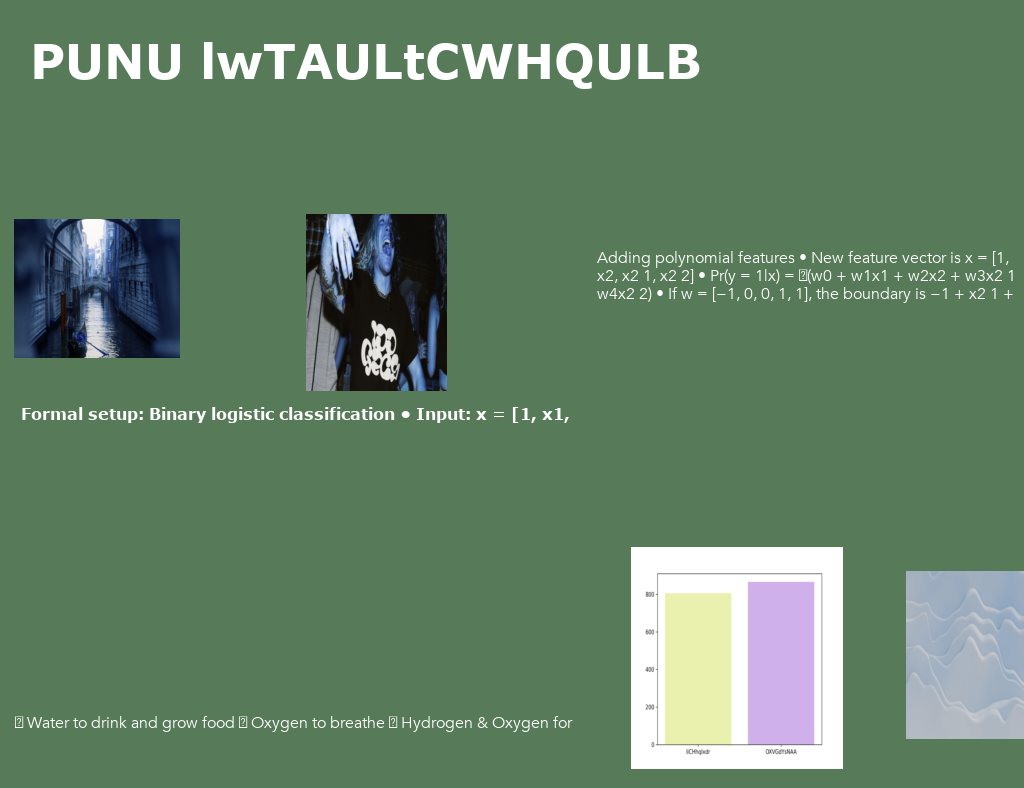 PUNU lwTAULtCWHQULB
Adding polynomial features • New feature vector is x = [1,
x2, x2 1, x2 2] • Pr(y = 1|x) = (w0 + w1x1 + w2x2 + w3x2 1
w4x2 2) • If w = [−1, 0, 0, 1, 1], the boundary is −1 + x2 1 +
Formal setup: Binary logistic classification • Input: x = [1, x1,
800
600
400
200
0
OXVGdYsNAA
Water to drink and grow food Oxygen to breathe Hydrogen & Oxygen for